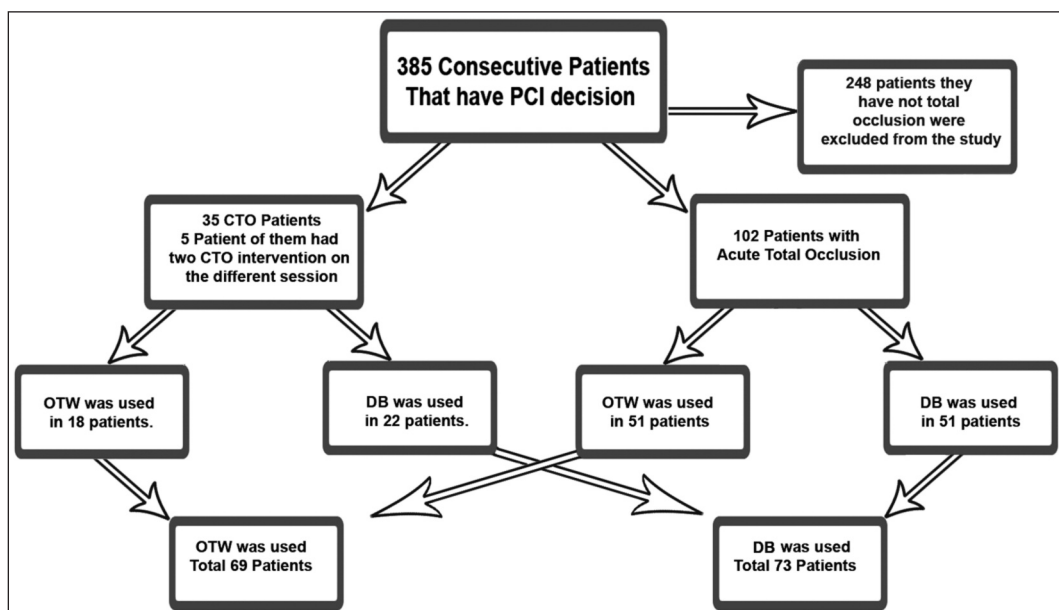 385 Consecutive Patients
That have PCI decision
248 patients they
have not total
occlusion were
excluded from the study
35 CTO Patients
5 Patient of them had
two CTO intervention on
the different session
102 Patients with
Acute Total Occlusion
OTW was used
in 18 patients.
DB was used
in 22 patients.
OTW was used
in 51 patients
DB was used
in 51 patients
OTW was used
Total 69 Patients
DB was used
Total 73 Patients